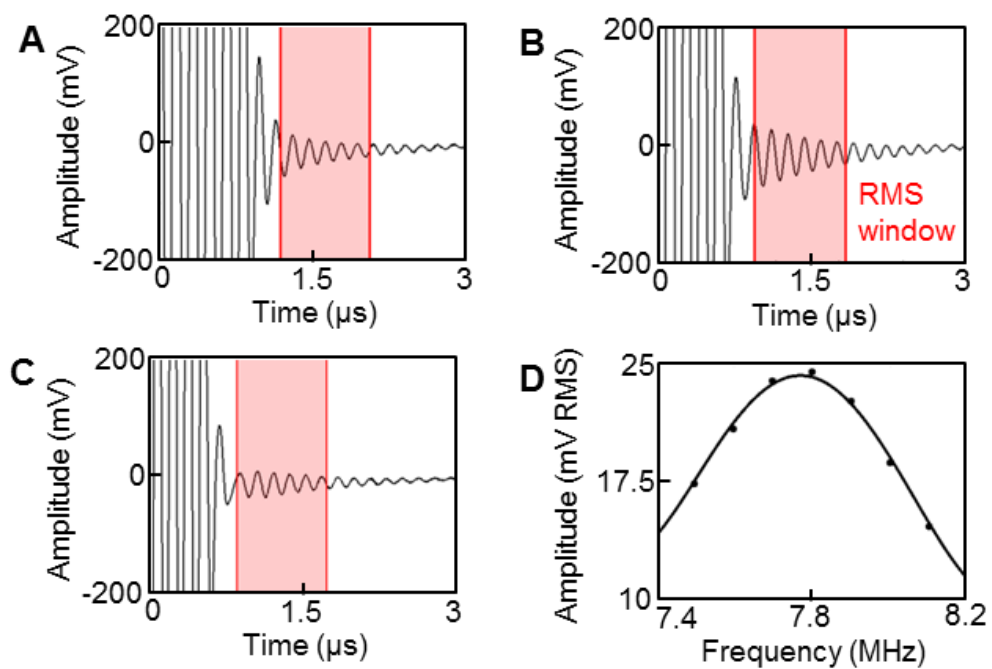 A
Amplitude (mV)
200
0
-200
0
1.5
3
Time (µs)
B
Amplitude (mV)
200
0
-200
0
1.5
3
Time (µs)
RMS
window
C
Amplitude (mV)
200
0
-200
0
1.5
3
Time (µs)
D
Amplitude (mV RMS)
25
17.5
10
7.4
7.8
8.2
Frequency (MHz)